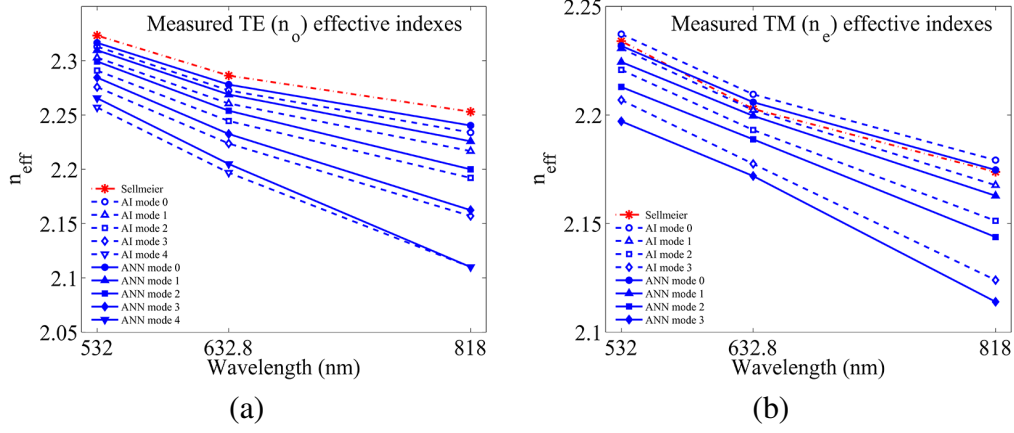 Measured TE (n_o) effective indexes
2.3
2.25
2.2
2.15
2.1
2.05
n_eff
Sellmeier
AI mode 0
AI mode 1
AI mode 2
AI mode 3
AI mode 4
ANN mode 0
ANN mode 1
ANN mode 2
ANN mode 3
ANN mode 4
532 632.8 818
Wavelength (nm)
(a)
Measured TM (n_e) effective indexes
2.25
2.2
2.15
2.1
n_eff
Sellmeier
AI mode 0
AI mode 1
AI mode 2
AI mode 3
ANN mode 0
ANN mode 1
ANN mode 2
ANN mode 3
532 632.8 818
Wavelength (nm)
(b)